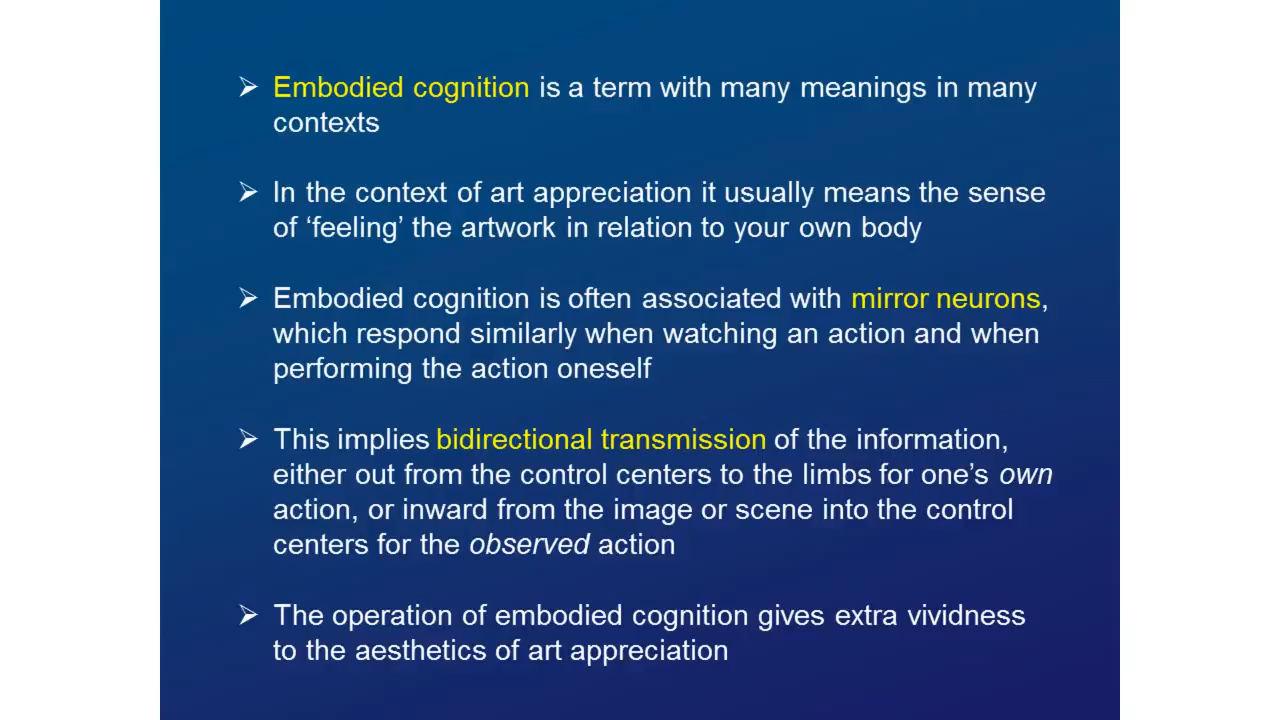 ➢ Embodied cognition is a term with many meanings in many
contexts
➢ In the context of art appreciation it usually means the sense
of ‘feeling’ the artwork in relation to your own body
➢ Embodied cognition is often associated with mirror neurons,
which respond similarly when watching an action and when
performing the action oneself
➢ This implies bidirectional transmission of the information,
either out from the control centers to the limbs for one’s own
action, or inward from the image or scene into the control
centers for the observed action
➢ The operation of embodied cognition gives extra vividness
to the aesthetics of art appreciation